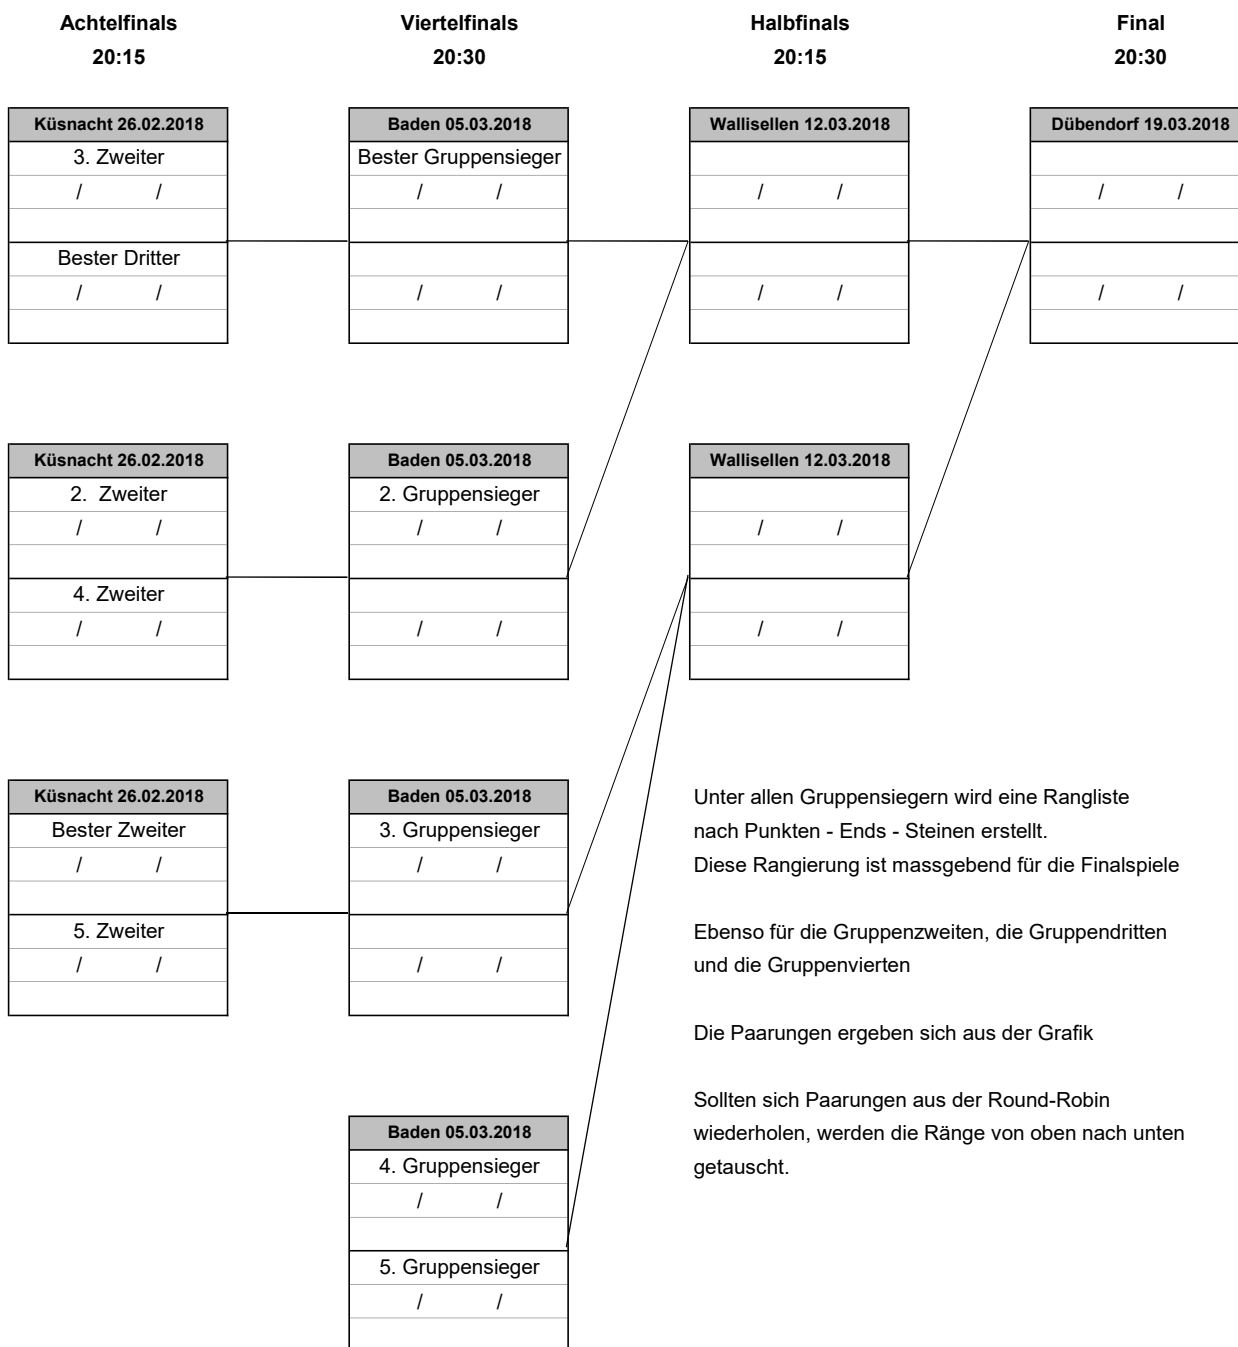 Achtelfinals
20:15
Viertelfinals
20:30
Halbfinals
20:15
Final
20:30
Küsnacht 26.02.2018
3. Zweiter
/ /
Bester Dritter
/ /
Baden 05.03.2018
Bester Gruppensieger
/ /
/ /
Wallisellen 12.03.2018
/ /
/ /
Dübendorf 19.03.2018
/ /
/ /
Küsnacht 26.02.2018
2. Zweiter
/ /
4. Zweiter
/ /
Baden 05.03.2018
2. Gruppensieger
/ /
/ /
Wallisellen 12.03.2018
/ /
/ /
Küsnacht 26.02.2018
Bester Zweiter
/ /
5. Zweiter
/ /
Baden 05.03.2018
3. Gruppensieger
/ /
/ /
Unter allen Gruppensiegern wird eine Rangliste
nach Punkten - Ends - Steinen erstellt.
Diese Rangierung ist massgebend für die Finalspiele
Ebenso für die Gruppenzweiten, die Gruppendritten
und die Gruppenvierten
Die Paarungen ergeben sich aus der Grafik
Sollten sich Paarungen aus der Round-Robin
wiederholen, werden die Ränge von oben nach unten
getauscht.
Baden 05.03.2018
4. Gruppensieger
/ /
5. Gruppensieger
/ /